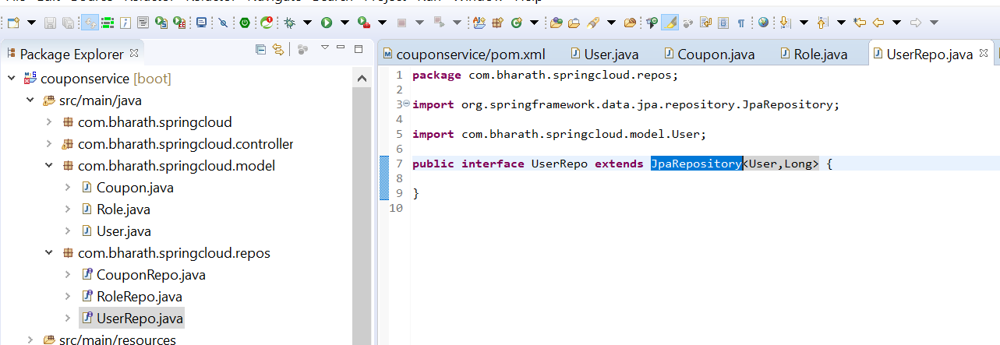 Package Explorer
couponservice [boot]
src/main/java
com.bharath.springcloud
com.bharath.springcloud.controller
com.bharath.springcloud.model
Coupon.java
Role.java
User.java
com.bharath.springcloud.repos
CouponRepo.java
RoleRepo.java
UserRepo.java
src/main/resources
couponservice/pom.xml
User.java
Coupon.java
Role.java
UserRepo.java
1 package com.bharath.springcloud.repos;
2
3 import org.springframework.data.jpa.repository.JpaRepository;
4
5 import com.bharath.springcloud.model.User;
6
7 public interface UserRepo extends JpaRepository<User,Long> {
8
9 }
10